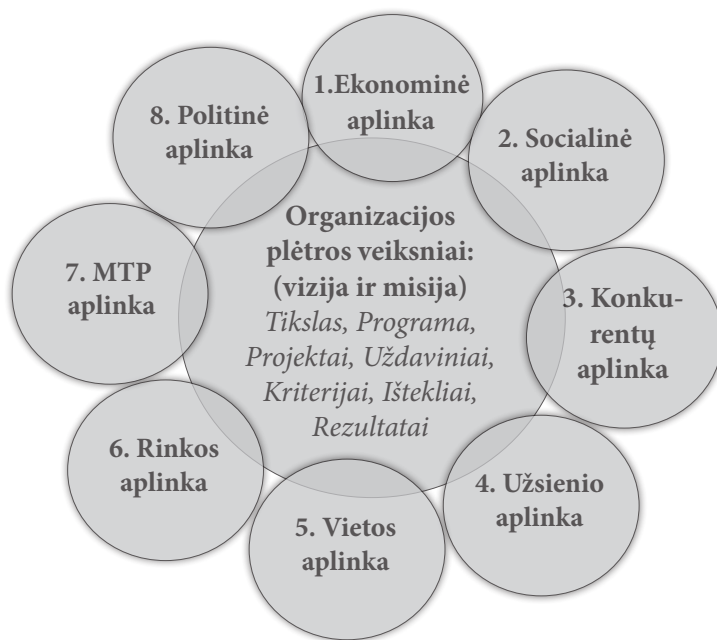 1.Ekonominė
aplinka
2. Socialinė
aplinka
3. Konku-
rentų
aplinka
4. Užsienio
aplinka
5. Vietos
aplinka
6. Rinkos
aplinka
7. MTP
aplinka
8. Politinė
aplinka
Organizacijos
plėtros veiksniai:
(vizija ir misija)
Tikslas, Programa,
Projektai, Uždaviniai,
Kriterijai, Ištekliai,
Rezultatai